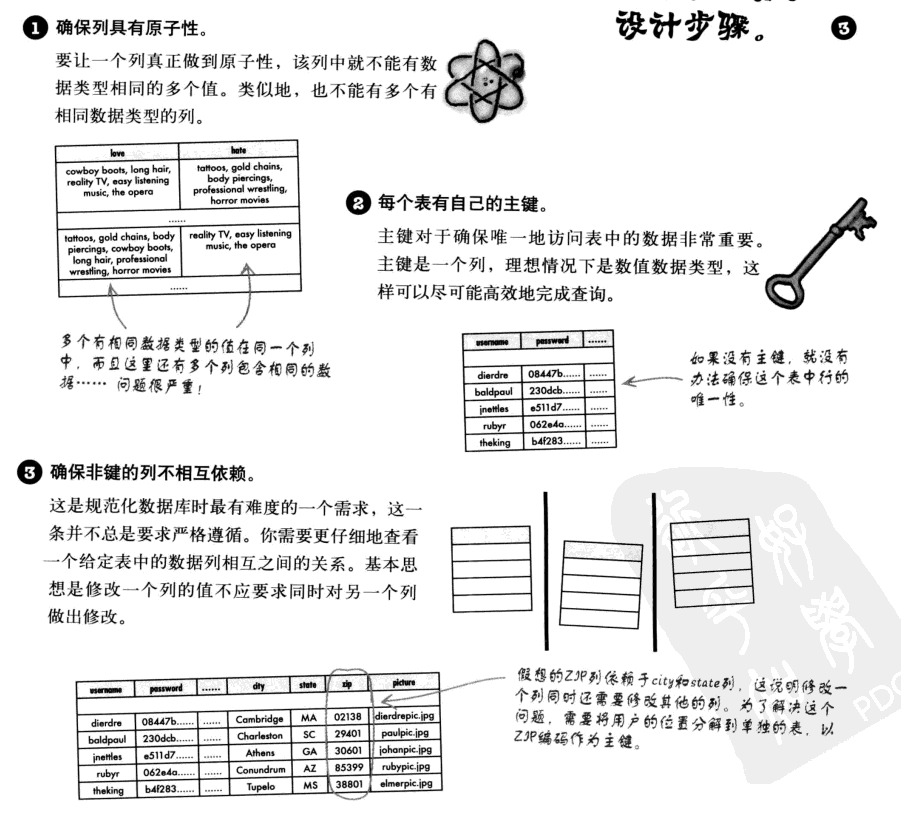 设计步骤。
3
1 确保列具有原子性。
要让一个列真正做到原子性，该列中就不能有数
据类型相同的多个值。类似地，也不能有多个有
相同数据类型的列。
love hate
cowboy boots, long hair, tattoos, gold chains,
reality TV, easy listening body piercings,
music, the opera professional wrestling,
horror movies
……
tattoos, gold chains, body reality TV, easy listening
piercings, cowboy boots, music, the opera
long hair, professional
wrestling, horror movies
……
多个有相同数据类型的值在同一个列
中，而且这里还有多个列包含相同的数
据…… 问题很严重！
2 每个表有自己的主键。
主键对于确保唯一地访问表中的数据非常重要。
主键是一个列，理想情况下是数值数据类型，这
样可以尽可能高效地完成查询。
username password ……
dierdre 08447b…… ……
baldpaul 230dcb…… ……
jnettles e511d7…… ……
rubyr 062e4a…… ……
theking b4f283…… ……
如果没有主键，就没有
办法确保这个表中行的
唯一性。
3 确保非键的列不相互依赖。
这是规范化数据库时最有难度的一个需求，这一
条并不总是要求严格遵循。你需要更仔细地查看
一个给定表中的数据列相互之间的关系。基本思
想是修改一个列的值不应要求同时对另一个列
做出修改。
username password …… city state zip picture
dierdre 08447b…… …… Cambridge MA 02138 dierdrepic.jpg
baldpaul 230dcb…… …… Charleston SC 29401 paulpic.jpg
jnettles e511d7…… …… Athens GA 30601 johanpic.jpg
rubyr 062e4a…… …… Conundrum AZ 85399 rubypic.jpg
theking b4f283…… …… Tupelo MS 38801 elmerpic.jpg
假想的ZIP列依赖于city和state列，这说明修改一
个列同时还需要修改其他的列。为了解决这个
问题，需要将用户的位置分解到单独的表，以
ZIP编码作为主键。
PDG